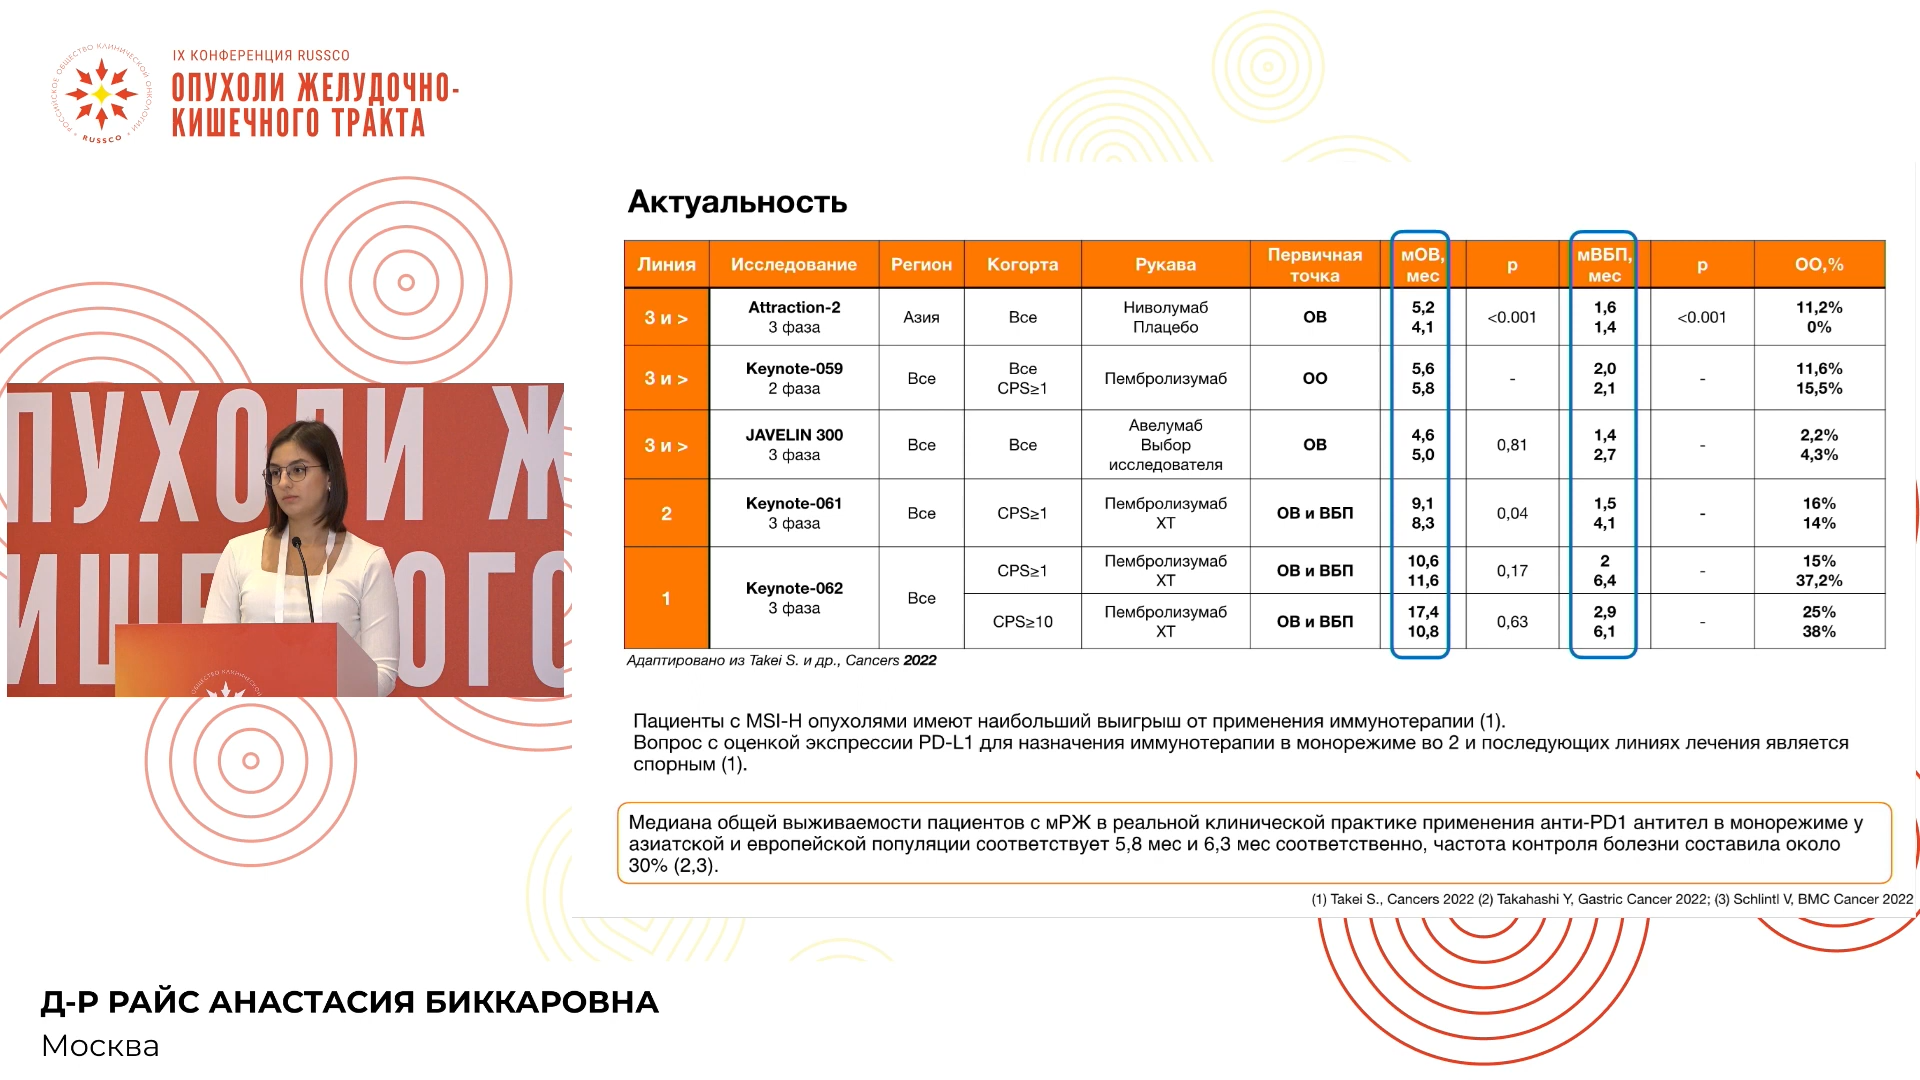 IX КОНФЕРЕНЦИЯ RUSSCO
ОПУХОЛИ ЖЕЛУДОЧНО-
КИШЕЧНОГО ТРАКТА
РОССИЙСКОЕ ОБЩЕСТВО КЛИНИЧЕСКОЙ ОНКОЛОГИИ
RUSSCO
Актуальность
Линия Исследование Регион Когорта Рукава Первичная точка мОВ, мес p мВБП, мес p ОО,%
3 и > Attraction-2 3 фаза Азия Все Ниволумаб Плацебо ОВ 5,2 4,1 <0.001 1,6 1,4 <0.001 11,2% 0%
3 и > Keynote-059 2 фаза Все Все CPS≥1 Пембролизумаб ОО 5,6 5,8 - 2,0 2,1 - 11,6% 15,5%
3 и > JAVELIN 300 3 фаза Все Все Авелумаб Выбор исследователя ОВ 4,6 5,0 0,81 1,4 2,7 - 2,2% 4,3%
2 Keynote-061 3 фаза Все CPS≥1 Пембролизумаб ХТ ОВ и ВБП 9,1 8,3 0,04 1,5 4,1 - 16% 14%
1 Keynote-062 3 фаза Все CPS≥1 Пембролизумаб ХТ ОВ и ВБП 10,6 11,6 0,17 2 6,4 - 15% 37,2%
CPS≥10 Пембролизумаб ХТ ОВ и ВБП 17,4 10,8 0,63 2,9 6,1 - 25% 38%
Адаптировано из Takei S. и др., Cancers 2022
Пациенты с MSI-H опухолями имеют наибольший выигрыш от применения иммунотерапии (1).
Вопрос с оценкой экспрессии PD-L1 для назначения иммунотерапии в монорежиме во 2 и последующих линиях лечения является
спорным (1).
Медиана общей выживаемости пациентов с мРЖ в реальной клинической практике применения анти-PD1 антител в монорежиме у
азиатской и европейской популяции соответствует 5,8 мес и 6,3 мес соответственно, частота контроля болезни составила около
30% (2,3).
(1) Takei S., Cancers 2022 (2) Takahashi Y, Gastric Cancer 2022; (3) Schlintl V, BMC Cancer 2022
ПУХОЛИ Ж
ИШЕЧНОГО
Д-Р РАЙС АНАСТАСИЯ БИККАРОВНА
Москва